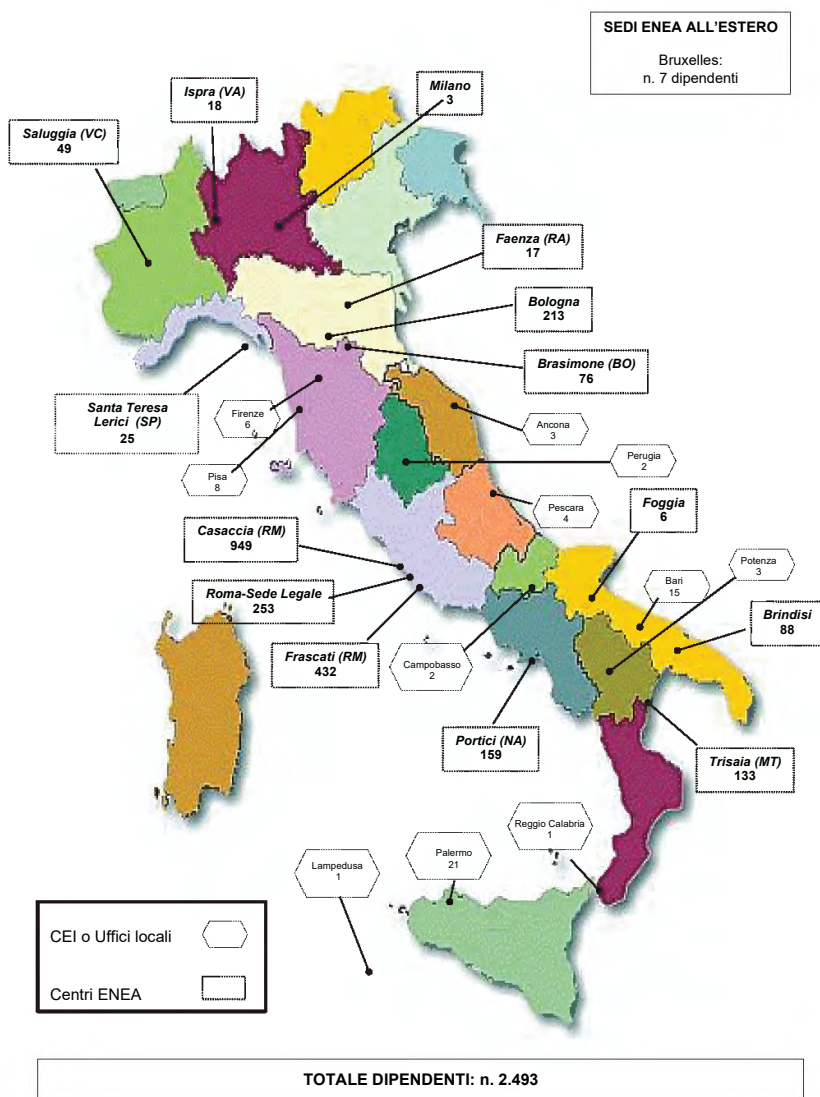 SEDI ENEA ALL'ESTERO
Bruxelles:
n. 7 dipendenti
Ispra (VA)
18
Milano
3
Saluggia (VC)
49
Faenza (RA)
17
Bologna
213
Brasimone (BO)
76
Santa Teresa
Lerici (SP)
25
Firenze
6
Ancona
3
Pisa
8
Perugia
2
Pescara
4
Foggia
6
Casaccia (RM)
949
Potenza
3
Bari
15
Roma-Sede Legale
253
Brindisi
88
Frascati (RM)
432
Campobasso
2
Portici (NA)
159
Trisaia (MT)
133
Reggio Calabria
1
Palermo
21
Lampedusa
1
CEI o Uffici locali
Centri ENEA
TOTALE DIPENDENTI: n. 2.493